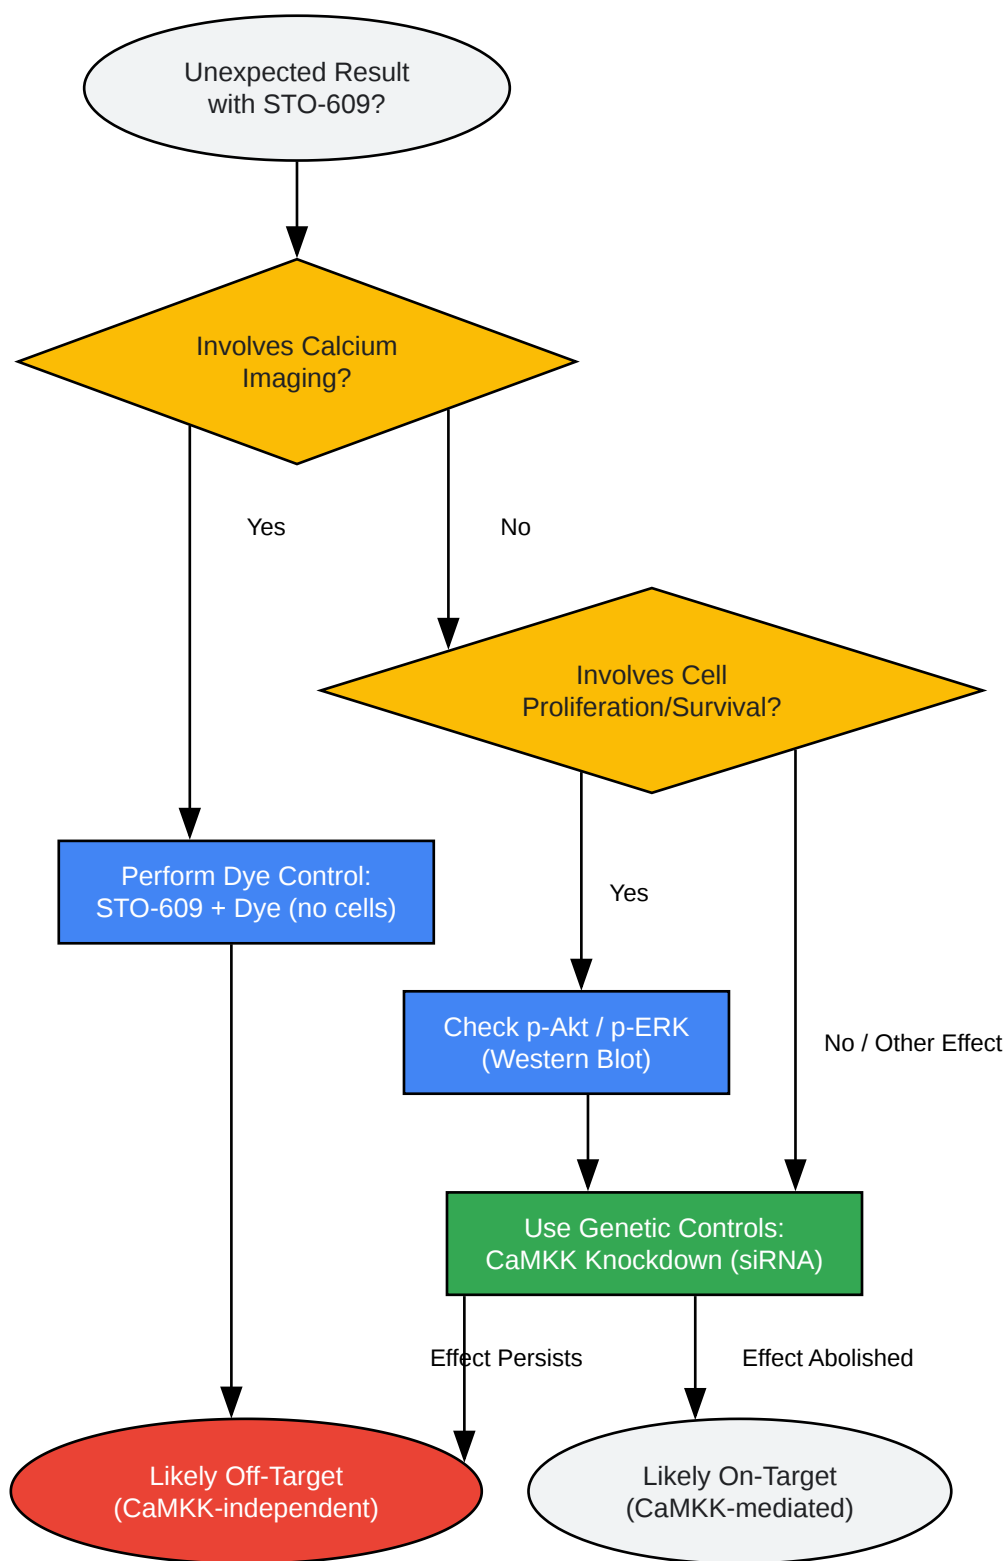 Unexpected Result
with STO-609?
Involves Calcium
Imaging?
Yes
No
Involves Cell
Proliferation/Survival?
Perform Dye Control:
STO-609 + Dye (no cells)
Yes
Check p-Akt / p-ERK
(Western Blot)
No / Other Effect
Use Genetic Controls:
CaMKK Knockdown (siRNA)
Effect Persists
Effect Abolished
Likely Off-Target
(CaMKK-independent)
Likely On-Target
(CaMKK-mediated)